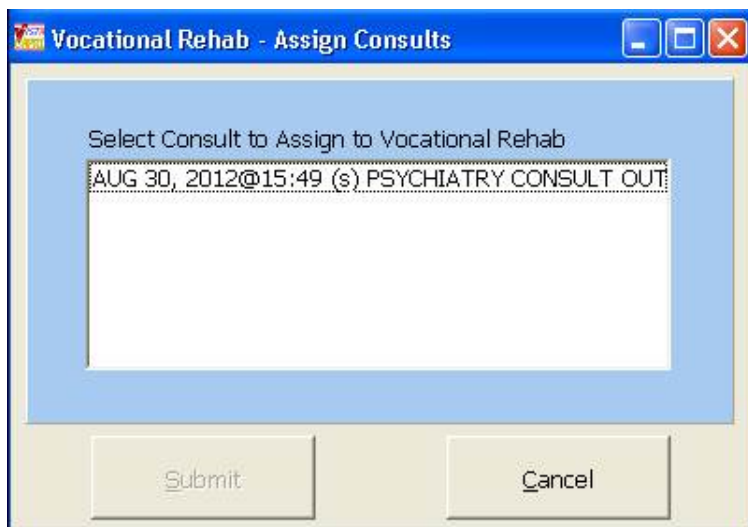 Vocational Rehab - Assign Consults
Select Consult to Assign to Vocational Rehab
AUG 30, 2012@15:49 (s) PSYCHIATRY CONSULT OUT
Submit
Cancel